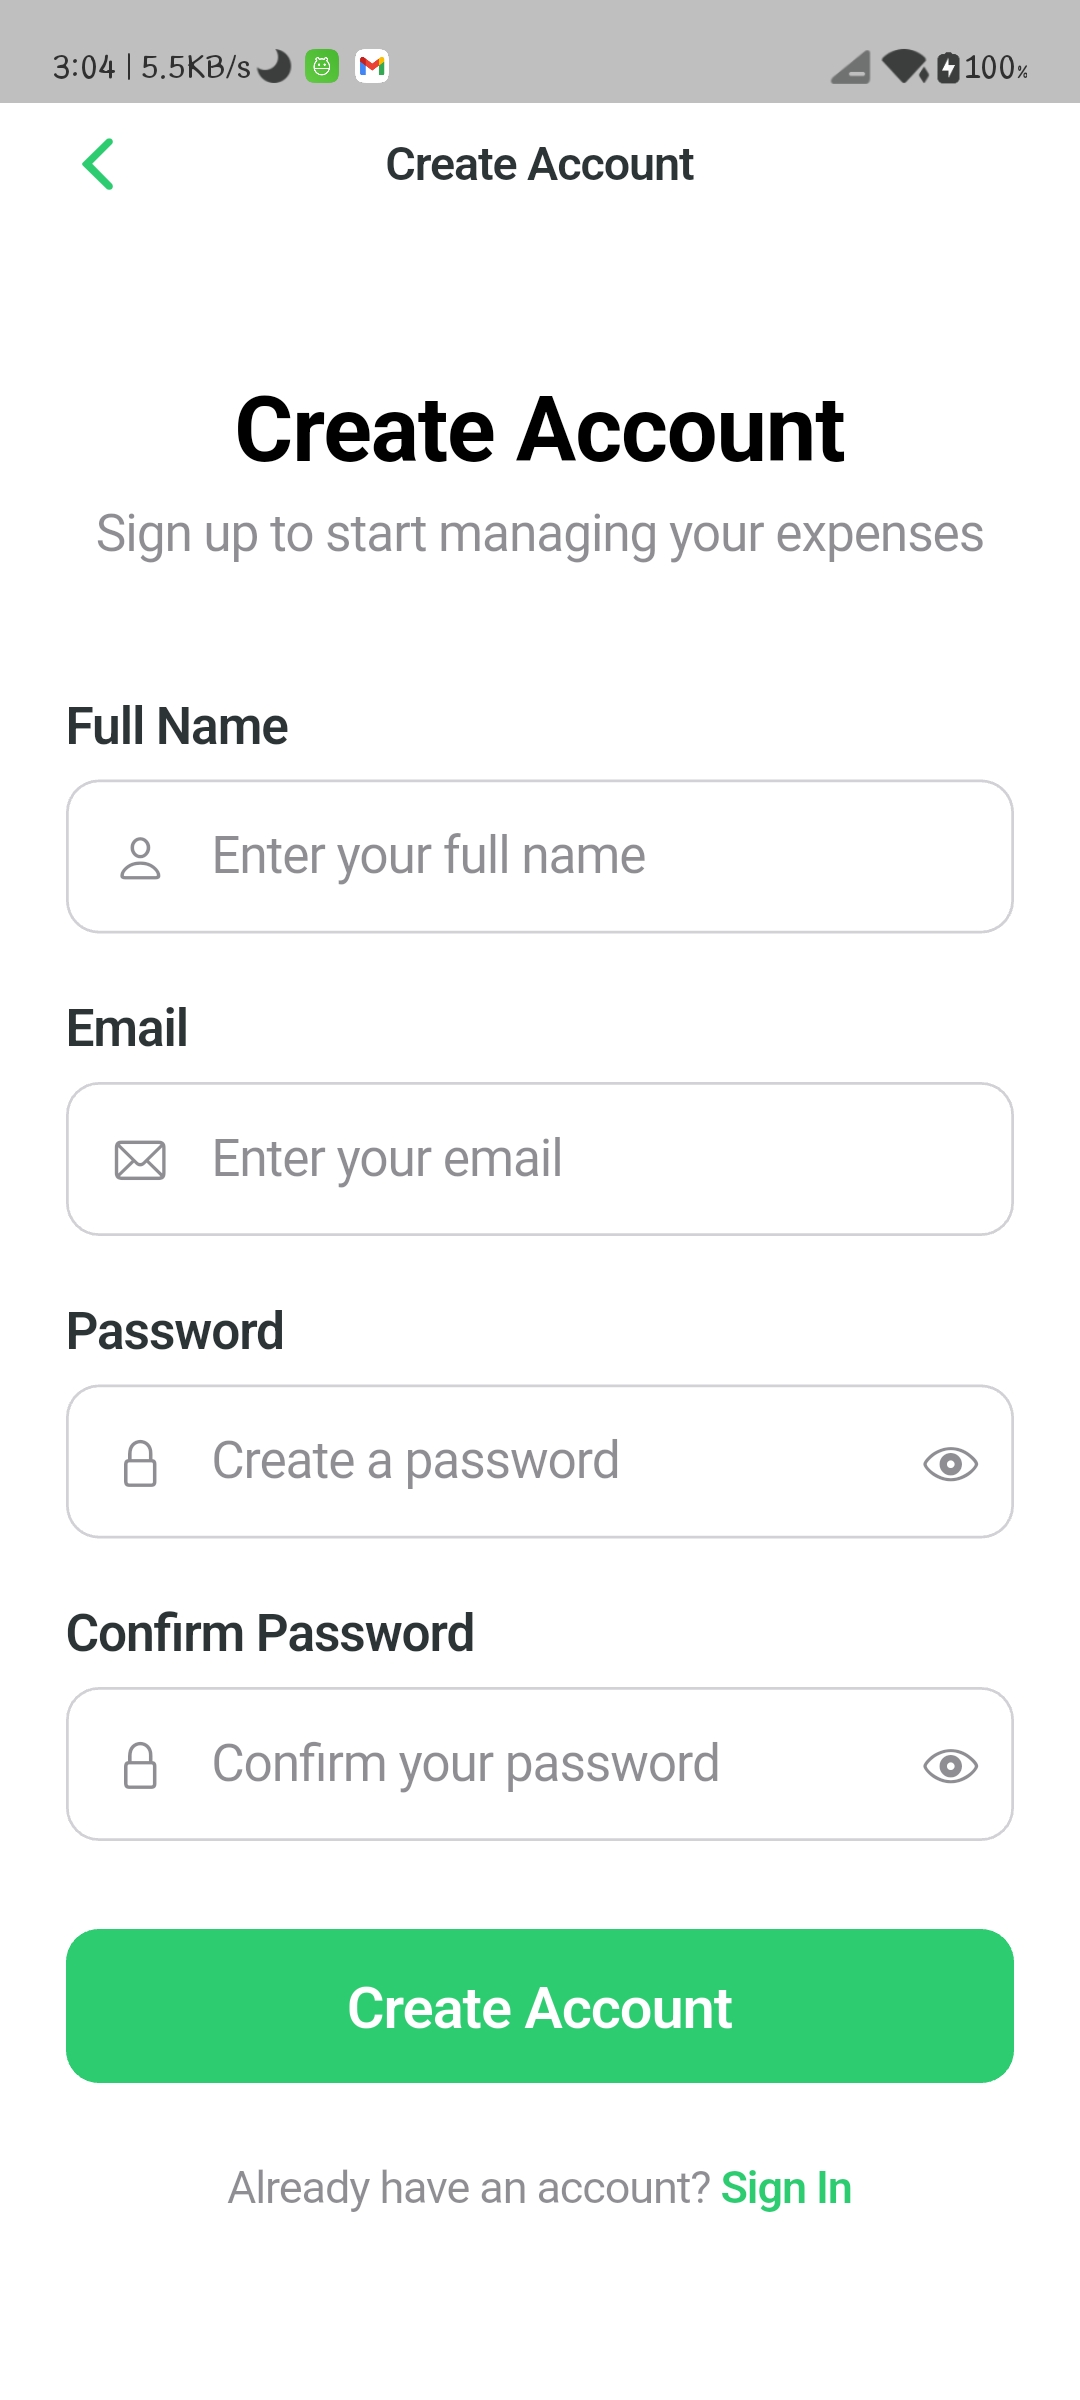 3:04 | 5.5KB/s 100%
Create Account
Create Account
Sign up to start managing your expenses
Full Name
Enter your full name
Email
Enter your email
Password
Create a password
Confirm Password
Confirm your password
Create Account
Already have an account? Sign In